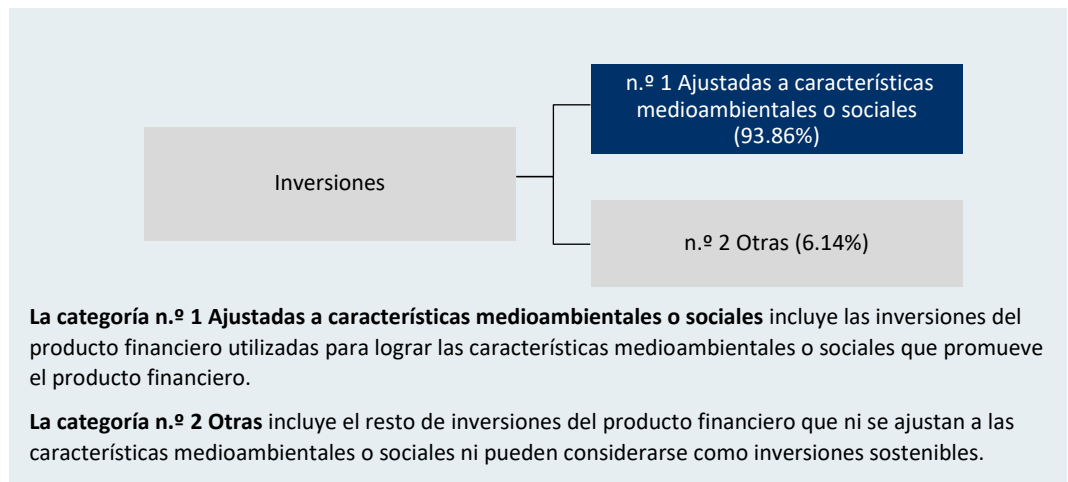 n.º 1 Ajustadas a características
medioambientales o sociales
(93.86%)
Inversiones
n.º 2 Otras (6.14%)
La categoría n.º 1 Ajustadas a características medioambientales o sociales incluye las inversiones del
producto financiero utilizadas para lograr las características medioambientales o sociales que promueve
el producto financiero.
La categoría n.º 2 Otras incluye el resto de inversiones del producto financiero que ni se ajustan a las
características medioambientales o sociales ni pueden considerarse como inversiones sostenibles.